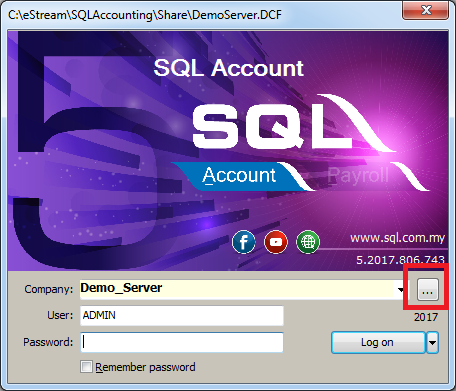 C:\eStream\SQLAccounting\Share\DemoServer.DCF
SQL Account
SQL
Account Payroll
www.sql.com.my
5.2017.806.743
Company: Demo_Server ...
2017
User: ADMIN
Password: Log on
Remember password